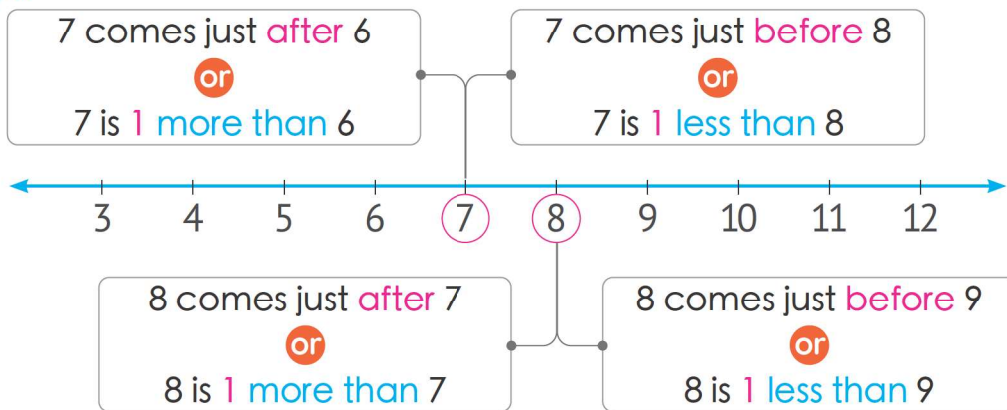 7 comes just after 6
or
7 is 1 more than 6
7 comes just before 8
or
7 is 1 less than 8
3 4 5 6 7 8 9 10 11 12
8 comes just after 7
or
8 is 1 more than 7
8 comes just before 9
or
8 is 1 less than 9